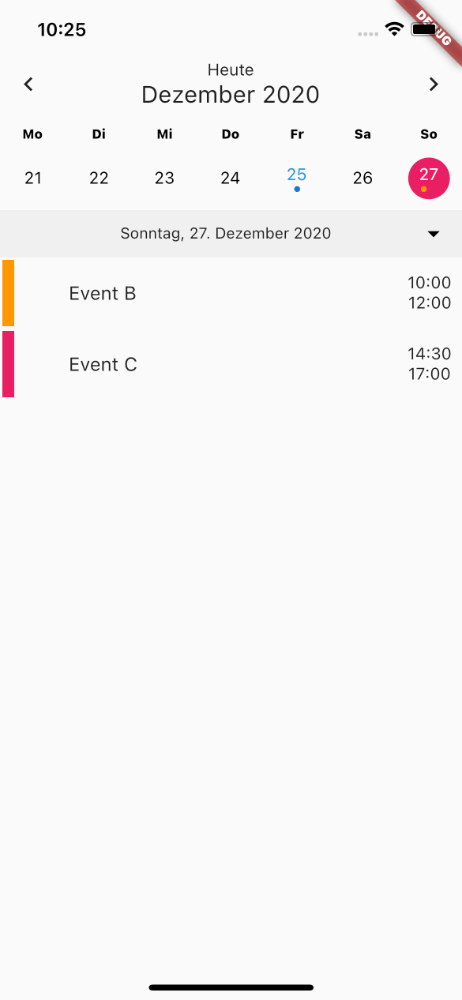 10:25
DEBUG
Heute
Dezember 2020
Mo Di Mi Do Fr Sa So
21 22 23 24 25 26 27
Sonntag, 27. Dezember 2020
Event B
10:00
12:00
Event C
14:30
17:00